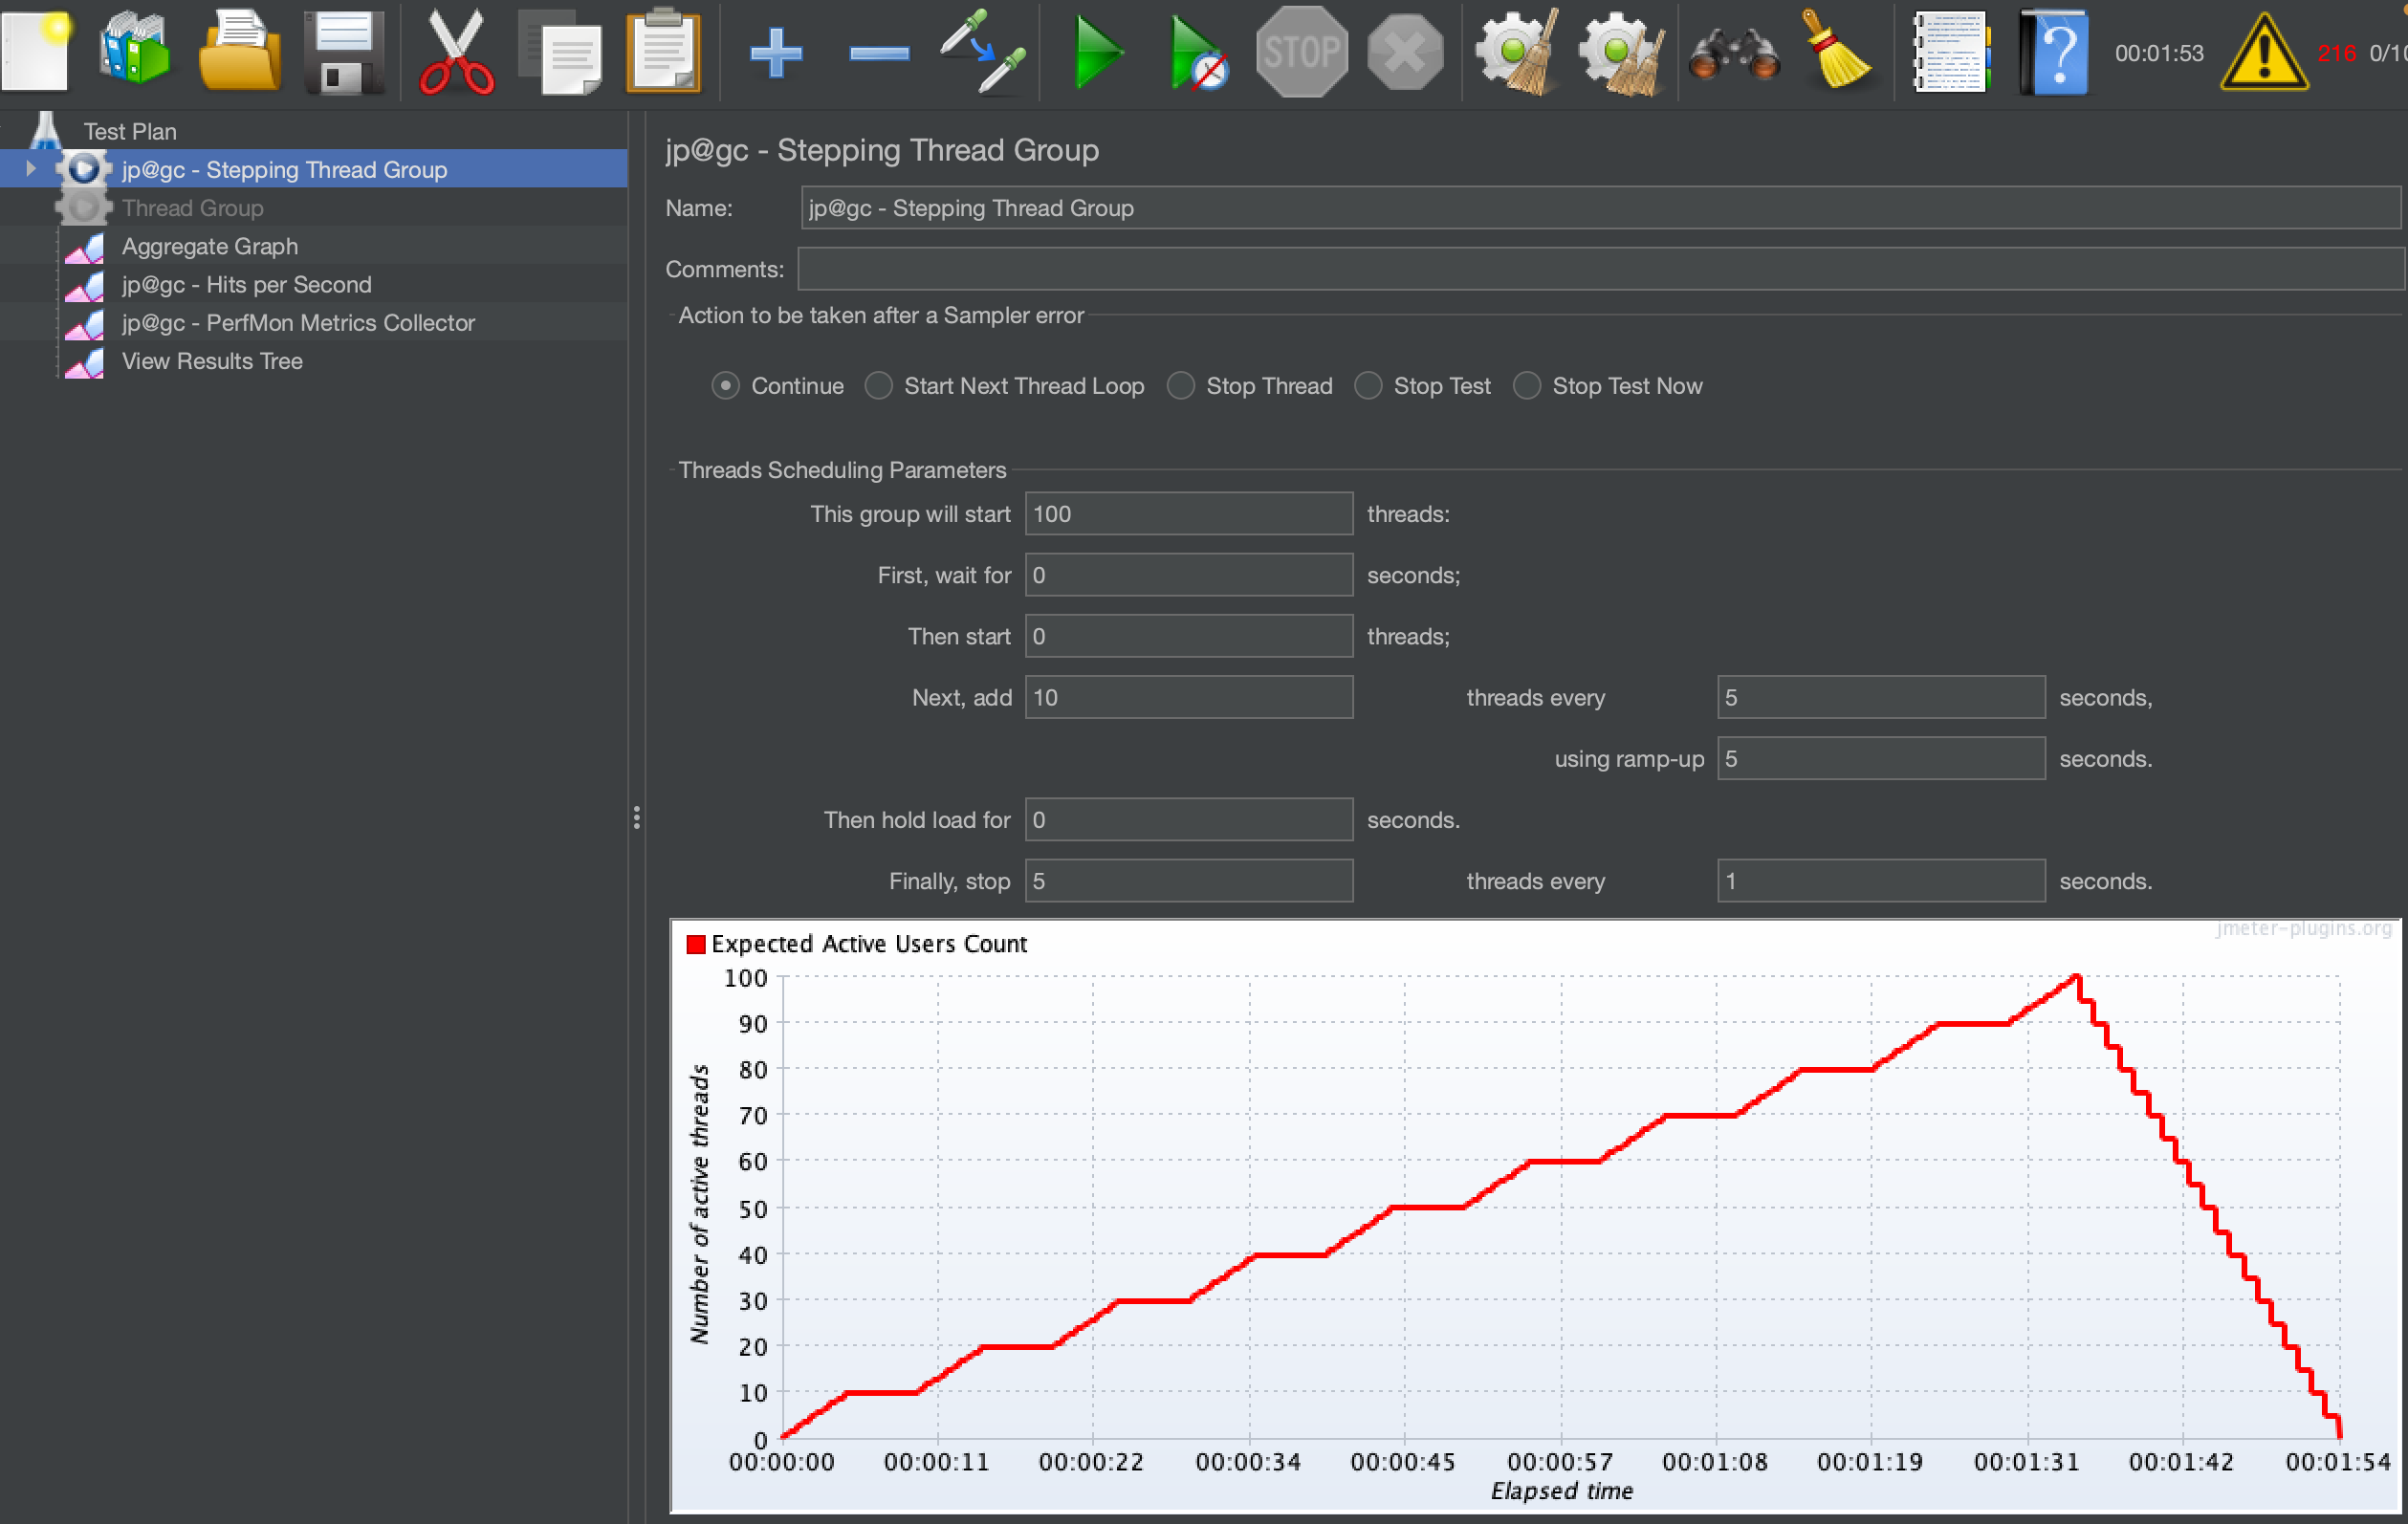 STOP
00:01:53
216
0/10
Test Plan
jp@gc - Stepping Thread Group
Thread Group
Aggregate Graph
jp@gc - Hits per Second
jp@gc - PerfMon Metrics Collector
View Results Tree
jp@gc - Stepping Thread Group
Name: jp@gc - Stepping Thread Group
Comments:
Action to be taken after a Sampler error
Continue Start Next Thread Loop Stop Thread Stop Test Stop Test Now
Threads Scheduling Parameters
This group will start 100 threads:
First, wait for 0 seconds;
Then start 0 threads;
Next, add 10 threads every 5 seconds,
using ramp-up 5 seconds.
Then hold load for 0 seconds.
Finally, stop 5 threads every 1 seconds.
jmeter-plugins.org
Expected Active Users Count
100
90
80
70
60
50
40
30
20
10
0
Number of active threads
00:00:00 00:00:11 00:00:22 00:00:34 00:00:45 00:00:57 00:01:08 00:01:19 00:01:31 00:01:42 00:01:54
Elapsed time